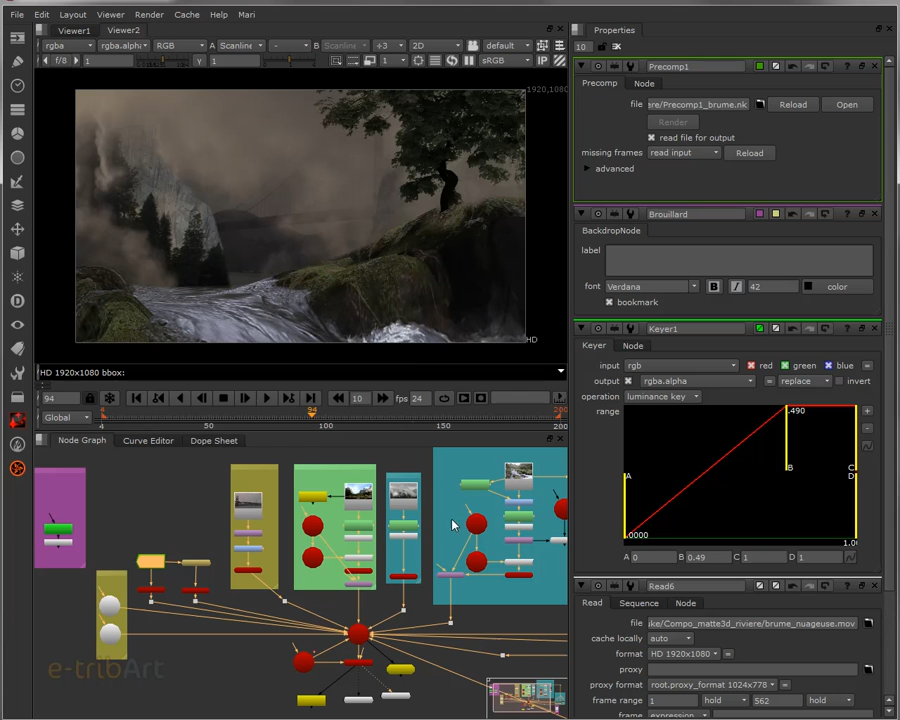 File Edit Layout Viewer Render Cache Help Mari
Viewer1 Viewer2
rgba rgba.alpha RGB A Scanline - B Scanline ÷3 2D default
f/8 1 Y 1 1 sRGB IP
1920,1080
HD
HD 1920x1080 bbox:
94 10 fps 24
Global 4 50 94 100 150 200
Node Graph Curve Editor Dope Sheet
e-tribArt
Properties
10
Precomp1
Precomp Node
file ere/Precomp1_brume.nk Reload Open
Render
read file for output
missing frames read input Reload
advanced
Brouillard
BackdropNode
label
font Verdana B I 42 color
bookmark
Keyer1
Keyer Node
input rgb red green blue =
output rgba.alpha = replace invert
operation luminance key
range
.490 +
-
A B C
D
.0000
1.0
A 0 B 0.49 C 1 D 1
Read6
Read Sequence Node
file uke/Compo_matte3d_riviere/brume_nuageuse.mov
cache locally auto
format HD 1920x1080 =
proxy
proxy format root.proxy_format 1024x778 =
frame range 1 hold 562 hold
frame expression